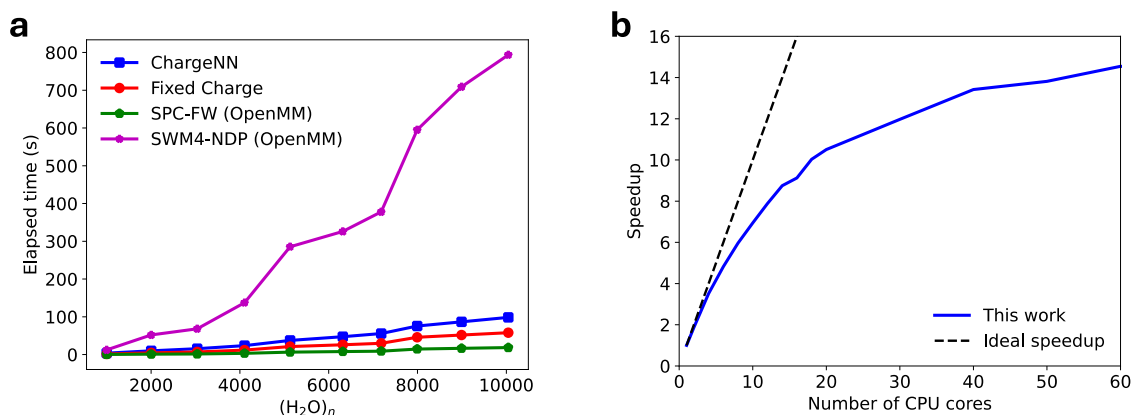 a
800
700
600
500
400
300
200
100
0
Elapsed time (s)
ChargeNN
Fixed Charge
SPC-FW (OpenMM)
SWM4-NDP (OpenMM)
2000 4000 6000 8000 10000
(H₂O)ₙ
b
16
14
12
10
8
6
4
2
0
Speedup
This work
Ideal speedup
0 10 20 30 40 50 60
Number of CPU cores